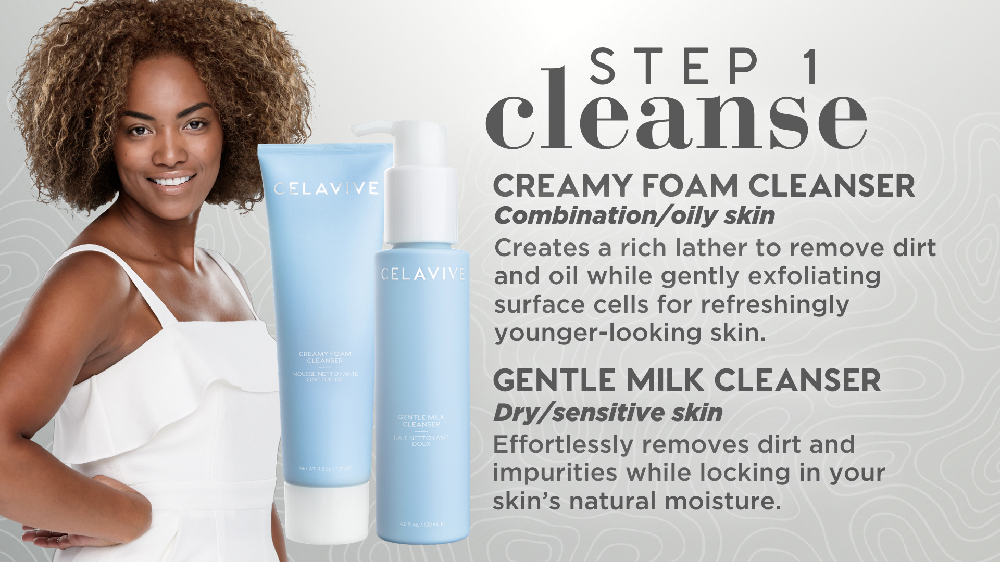 STEP 1
cleanse
CREAMY FOAM CLEANSER
Combination/oily skin
Creates a rich lather to remove dirt
and oil while gently exfoliating
surface cells for refreshingly
younger-looking skin.
GENTLE MILK CLEANSER
Dry/sensitive skin
Effortlessly removes dirt and
impurities while locking in your
skin’s natural moisture.
CELAVIVE
CREAMY FOAM
CLEANSER
MOUSSE NETTOYANTE
ONCTUEUSE
NET WT. 4.2 oz. / 120 g ℮
CELAVIVE
GENTLE MILK
CLEANSER
LAIT NETTOYANT
DOUX
4.0 fl. oz. / 120 mL ℮